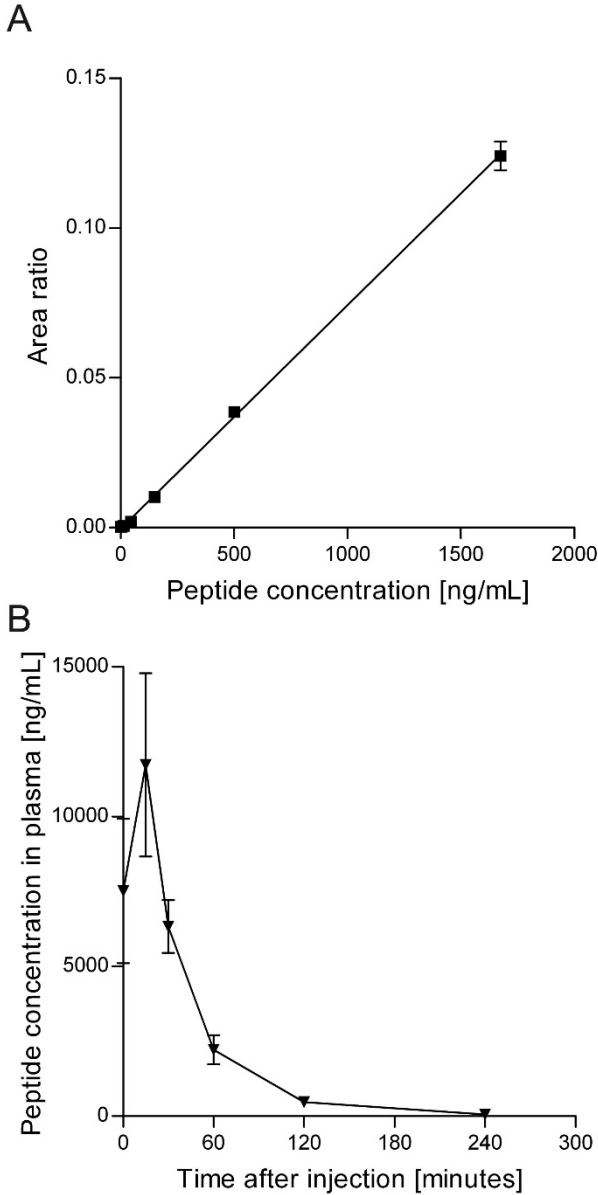 A
0.15
0.10
0.05
0.00
Area ratio
0 500 1000 1500 2000
Peptide concentration [ng/mL]
B
15000
10000
5000
0
Peptide concentration in plasma [ng/mL]
0 60 120 180 240 300
Time after injection [minutes]